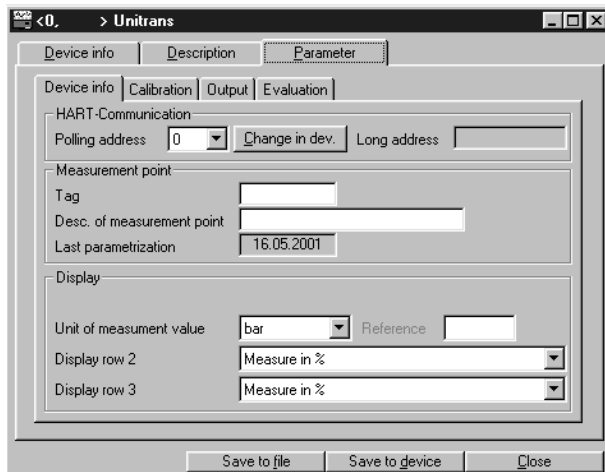 <0,        > Unitrans
Device info Description Parameter
Device info Calibration Output Evaluation
HART-Communication
Polling address 0 Change in dev. Long address
Measurement point
Tag
Desc. of measurement point
Last parametrization 16.05.2001
Display
Unit of measument value bar Reference
Display row 2 Measure in %
Display row 3 Measure in %
Save to file Save to device Close